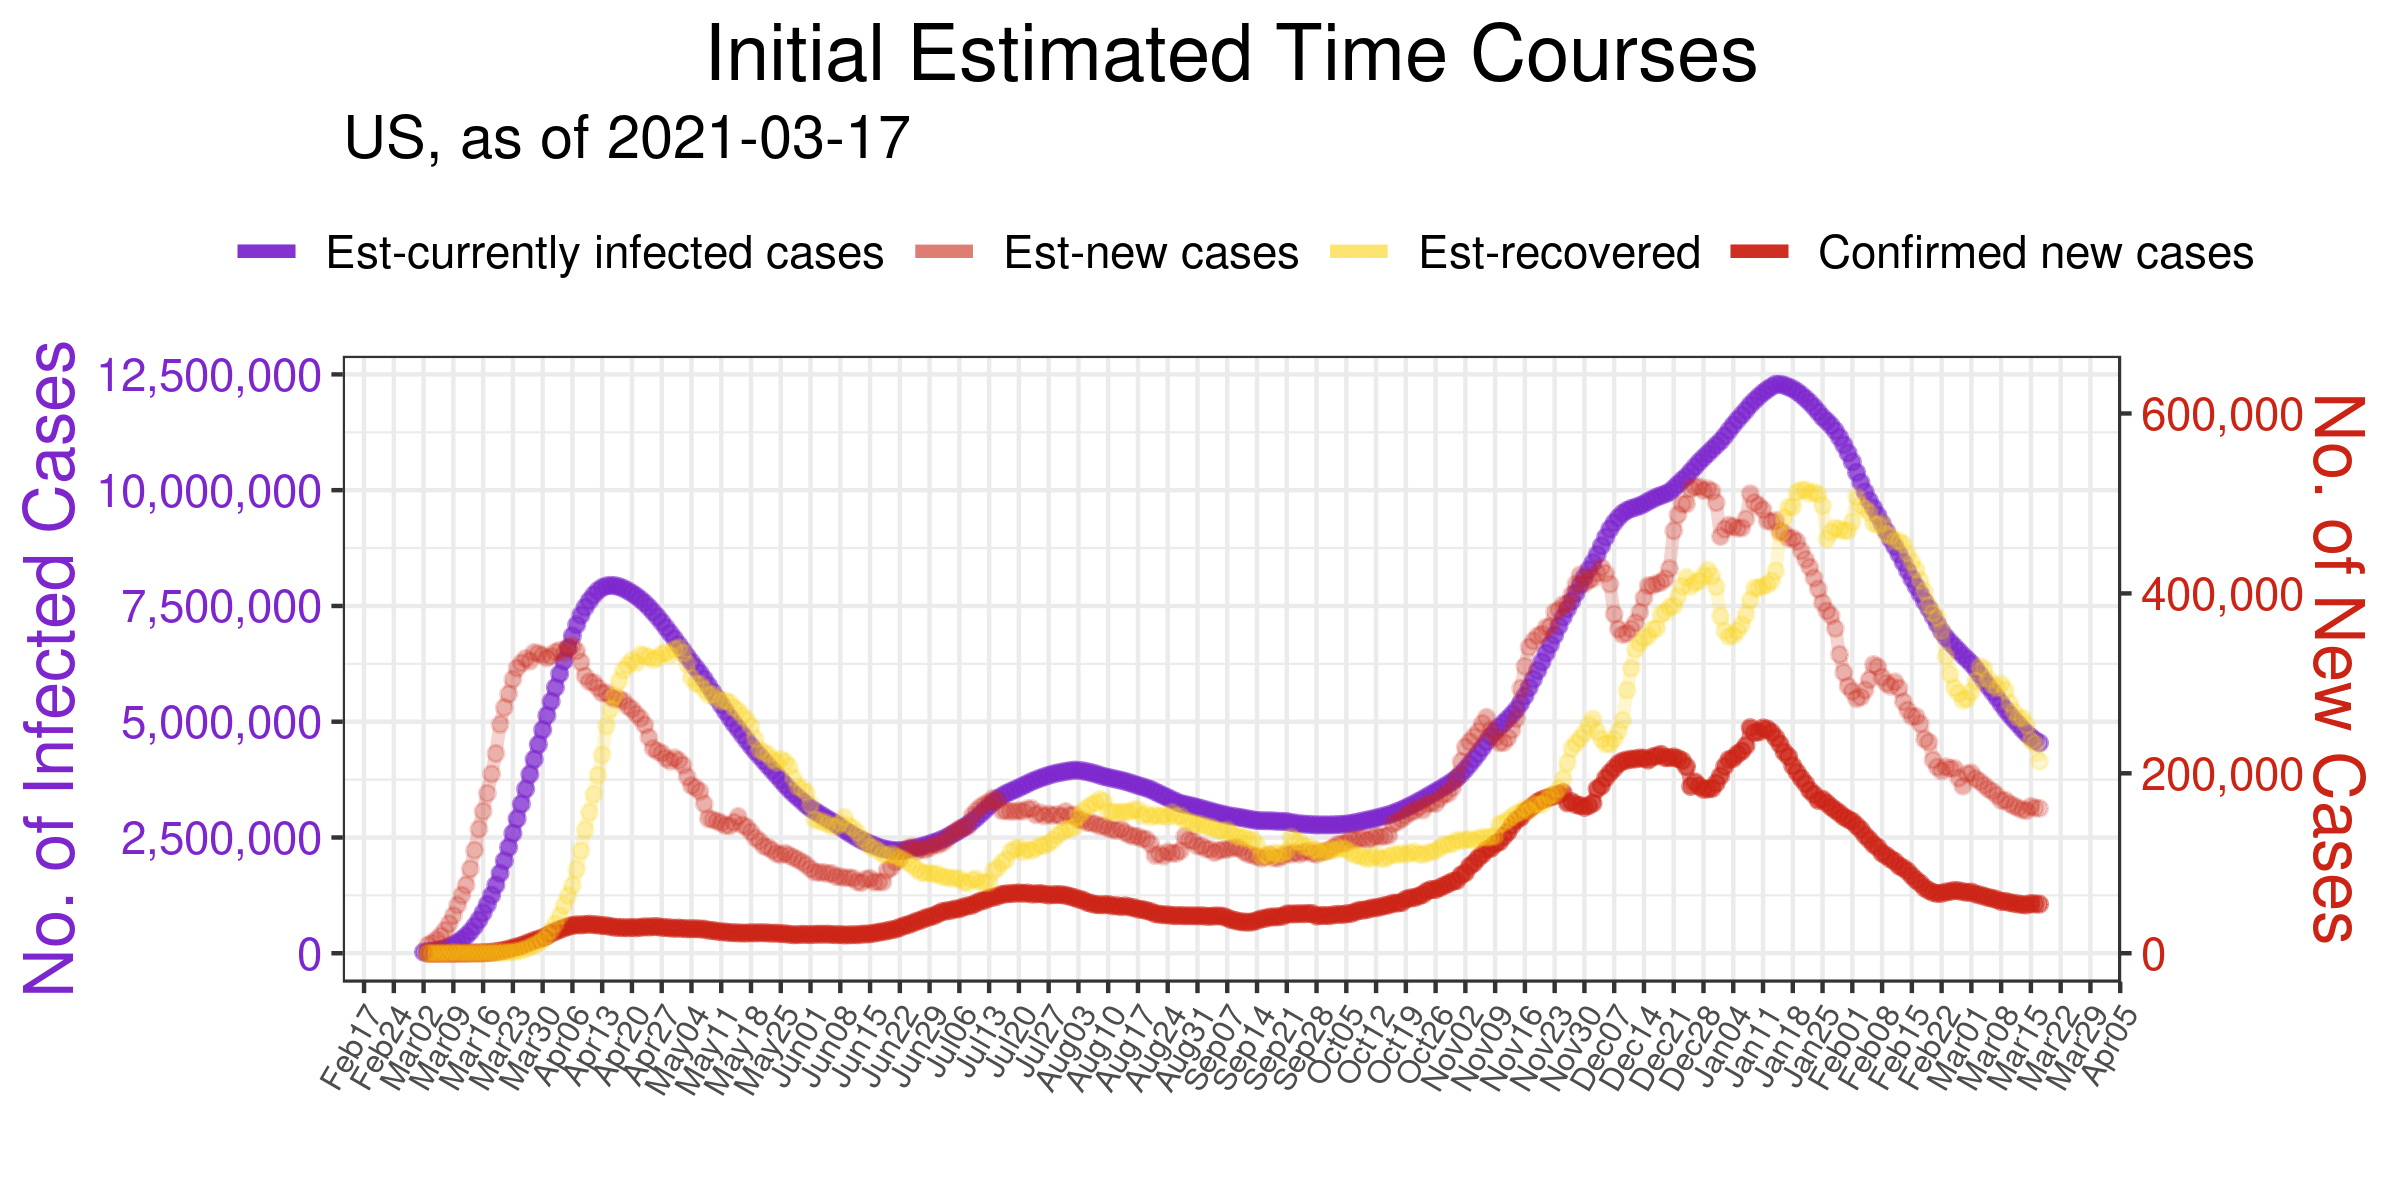 Initial Estimated Time Courses
US, as of 2021-03-17
Est-currently infected cases
Est-new cases
Est-recovered
Confirmed new cases
No. of Infected Cases
12,500,000
10,000,000
7,500,000
5,000,000
2,500,000
0
600,000
400,000
200,000
0
No. of New Cases
Feb17
Feb24
Mar02
Mar09
Mar16
Mar23
Mar30
Apr06
Apr13
Apr20
Apr27
May04
May11
May18
May25
Jun01
Jun08
Jun15
Jun22
Jun29
Jul06
Jul13
Jul20
Jul27
Aug03
Aug10
Aug17
Aug24
Aug31
Sep07
Sep14
Sep21
Sep28
Oct05
Oct12
Oct19
Oct26
Nov02
Nov09
Nov16
Nov23
Nov30
Dec07
Dec14
Dec21
Dec28
Jan04
Jan11
Jan18
Jan25
Feb01
Feb08
Feb15
Feb22
Mar01
Mar08
Mar15
Mar22
Mar29
Apr05